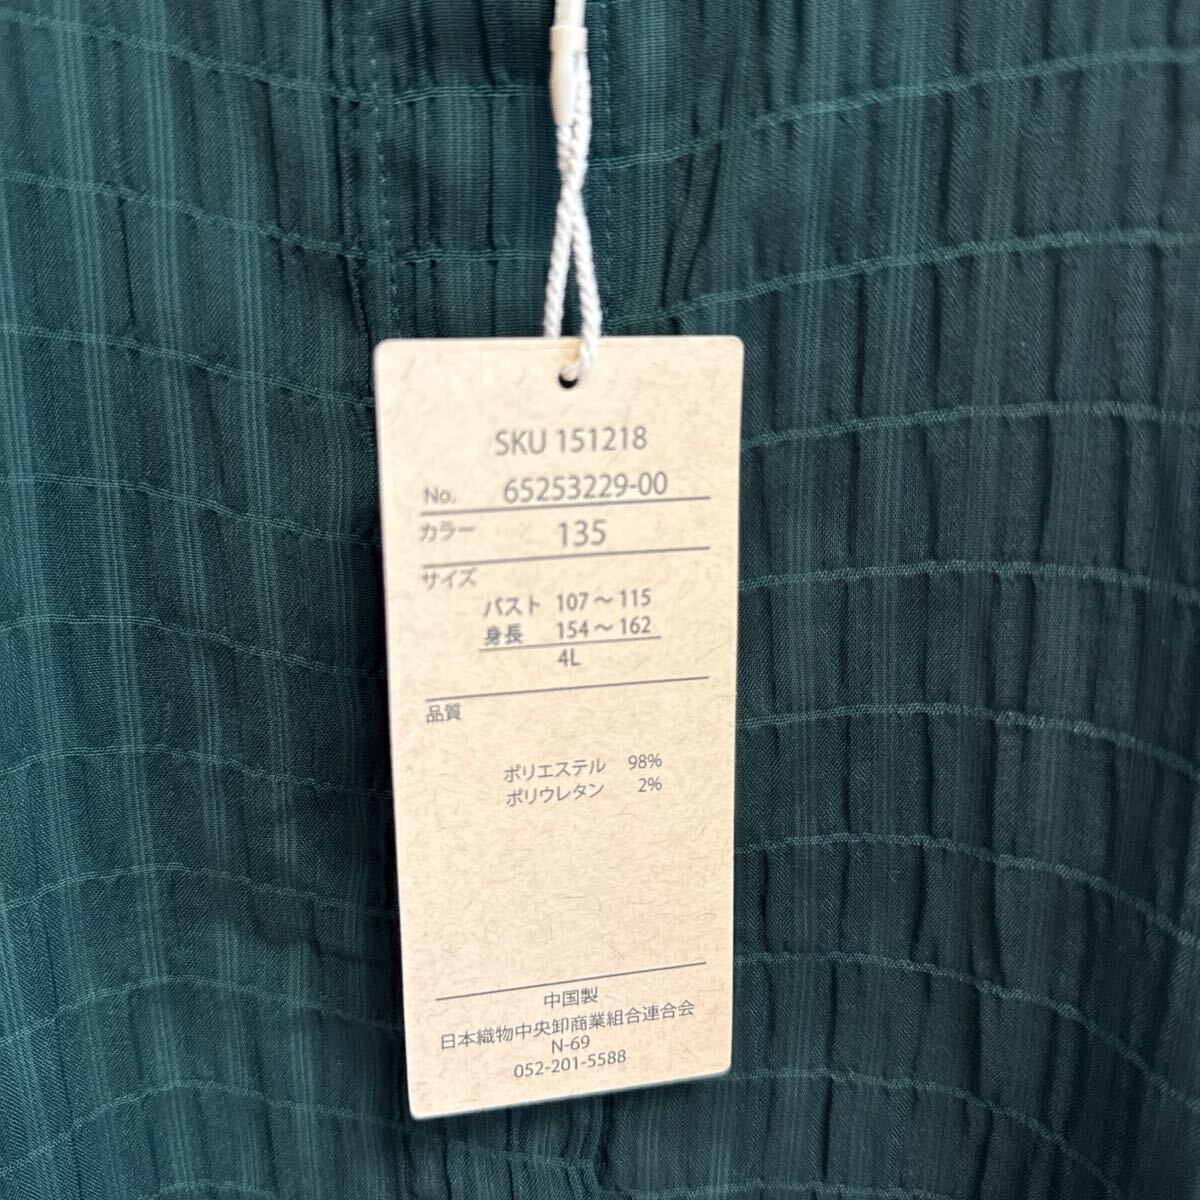 SKU 151218
No. 65253229-00
カラー 135
サイズ
バスト 107～115
身長 154～162
4L
品質
ポリエステル 98%
ポリウレタン 2%
中国製
日本織物中央卸商業組合連合会
N-69
052-201-5588